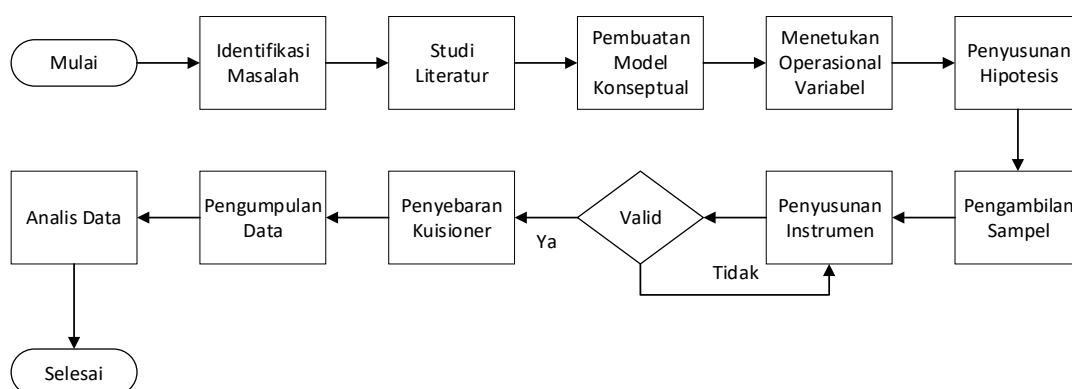 Mulai
Identifikasi
Masalah
Studi
Literatur
Pembuatan
Model
Konseptual
Menetukan
Operasional
Variabel
Penyusunan
Hipotesis
Pengambilan
Sampel
Penyusunan
Instrumen
Valid
Tidak
Ya
Penyebaran
Kuisioner
Pengumpulan
Data
Analis Data
Selesai